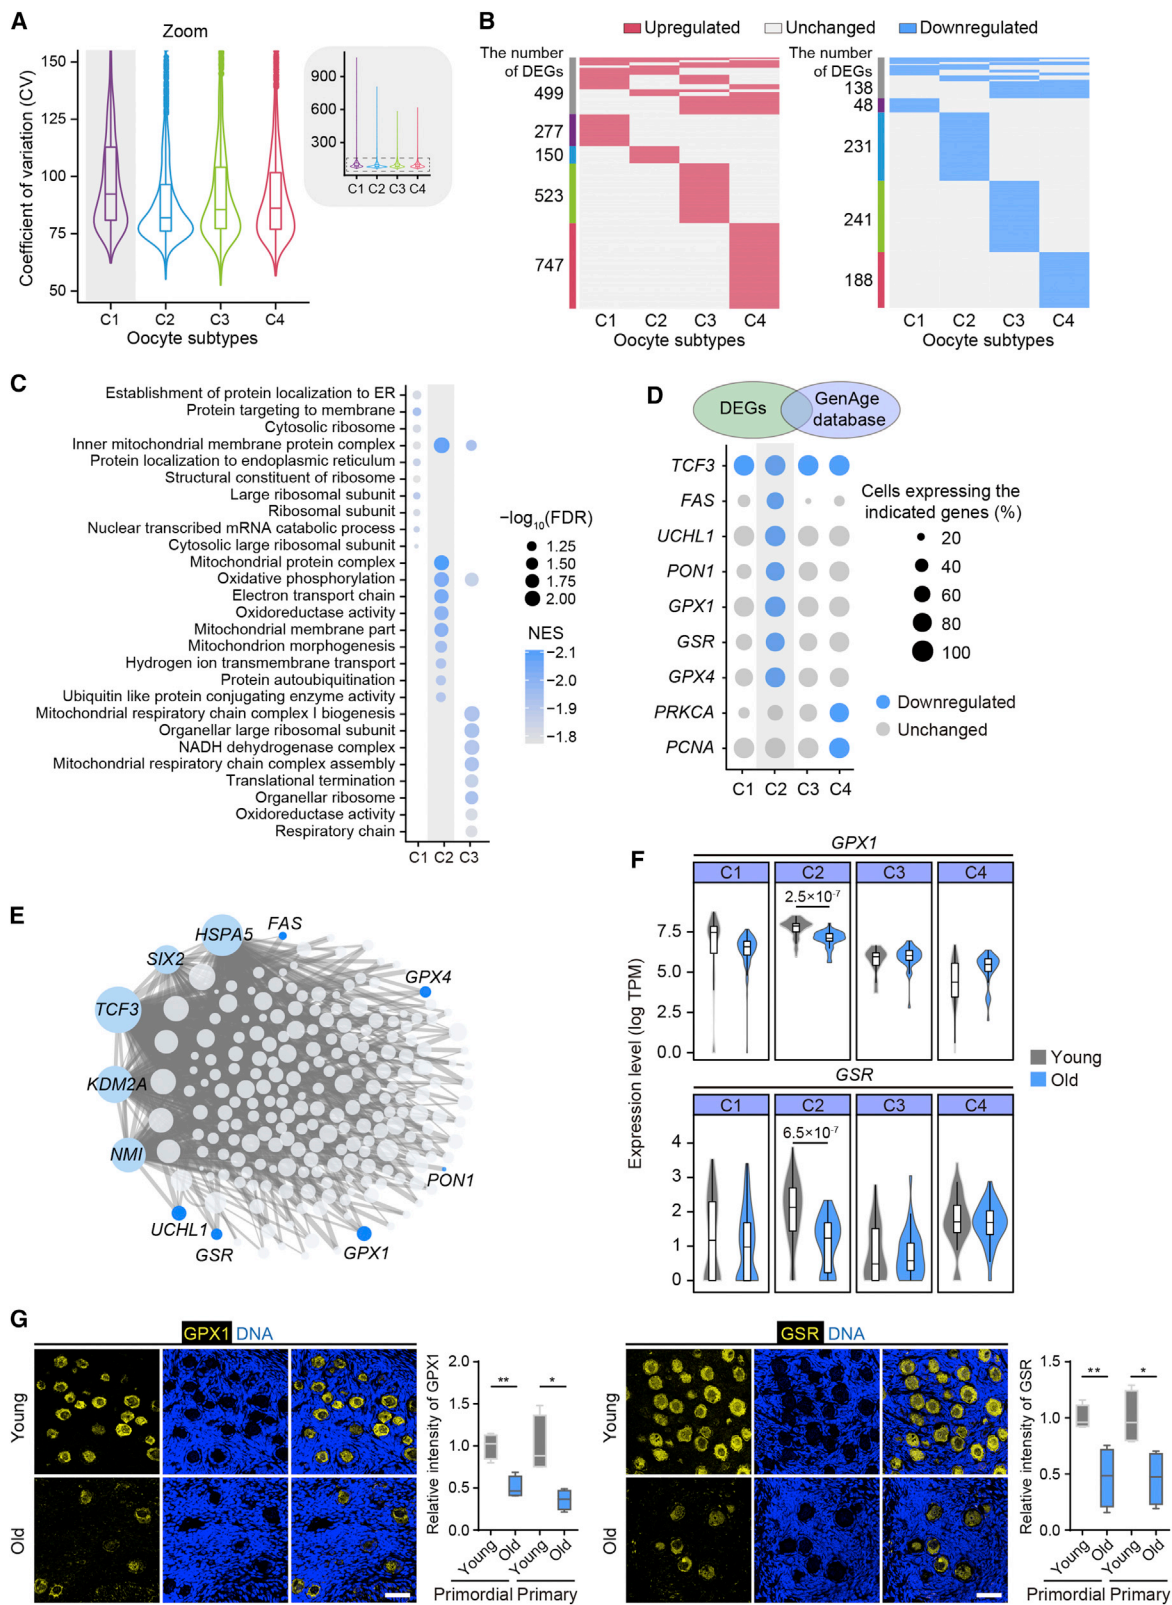 A
Zoom
Coefficient of variation (CV)
150
125
100
75
50
C1 C2 C3 C4
Oocyte subtypes
900
600
300
C1 C2 C3 C4
B
Upregulated Unchanged Downregulated
The number
of DEGs
499
277
150
523
747
C1 C2 C3 C4
Oocyte subtypes
The number
of DEGs
138
48
231
241
188
C1 C2 C3 C4
Oocyte subtypes
C
Establishment of protein localization to ER
Protein targeting to membrane
Cytosolic ribosome
Inner mitochondrial membrane protein complex
Protein localization to endoplasmic reticulum
Structural constituent of ribosome
Large ribosomal subunit
Ribosomal subunit
Nuclear transcribed mRNA catabolic process
Cytosolic large ribosomal subunit
Mitochondrial protein complex
Oxidative phosphorylation
Electron transport chain
Oxidoreductase activity
Mitochondrial membrane part
Mitochondrion morphogenesis
Hydrogen ion transmembrane transport
Protein autoubiquitination
Ubiquitin like protein conjugating enzyme activity
Mitochondrial respiratory chain complex I biogenesis
Organellar large ribosomal subunit
NADH dehydrogenase complex
Mitochondrial respiratory chain complex assembly
Translational termination
Organellar ribosome
Oxidoreductase activity
Respiratory chain
C1 C2 C3
−log10(FDR)
1.25
1.50
1.75
2.00
NES
−2.1
−2.0
−1.9
−1.8
D
DEGs
GenAge
database
TCF3
FAS
UCHL1
PON1
GPX1
GSR
GPX4
PRKCA
PCNA
C1 C2 C3 C4
Cells expressing the
indicated genes (%)
20
40
60
80
100
Downregulated
Unchanged
E
HSPA5
FAS
SIX2
GPX4
TCF3
KDM2A
NMI
PON1
UCHL1
GSR
GPX1
F
GPX1
C1 C2 C3 C4
2.5×10-7
7.5
5.0
2.5
0.0
Expression level (log TPM)
GSR
C1 C2 C3 C4
6.5×10-7
4
3
2
1
0
Young
Old
G
GPX1 DNA
Young
Old
Relative intensity of GPX1
2.0
1.5
1.0
0.5
0.0
** *
Young Old Young Old
Primordial Primary
GSR DNA
Young
Old
Relative intensity of GSR
1.5
1.0
0.5
0.0
** *
Young Old Young Old
Primordial Primary